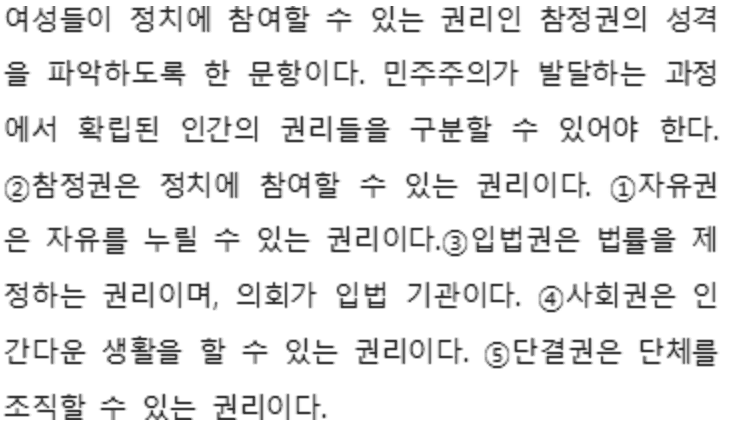 여성들이 정치에 참여할 수 있는 권리인 참정권의 성격
을 파악하도록 한 문항이다. 민주주의가 발달하는 과정
에서 확립된 인간의 권리들을 구분할 수 있어야 한다.
②참정권은 정치에 참여할 수 있는 권리이다. ①자유권
은 자유를 누릴 수 있는 권리이다.③입법권은 법률을 제
정하는 권리이며, 의회가 입법 기관이다. ④사회권은 인
간다운 생활을 할 수 있는 권리이다. ⑤단결권은 단체를
조직할 수 있는 권리이다.